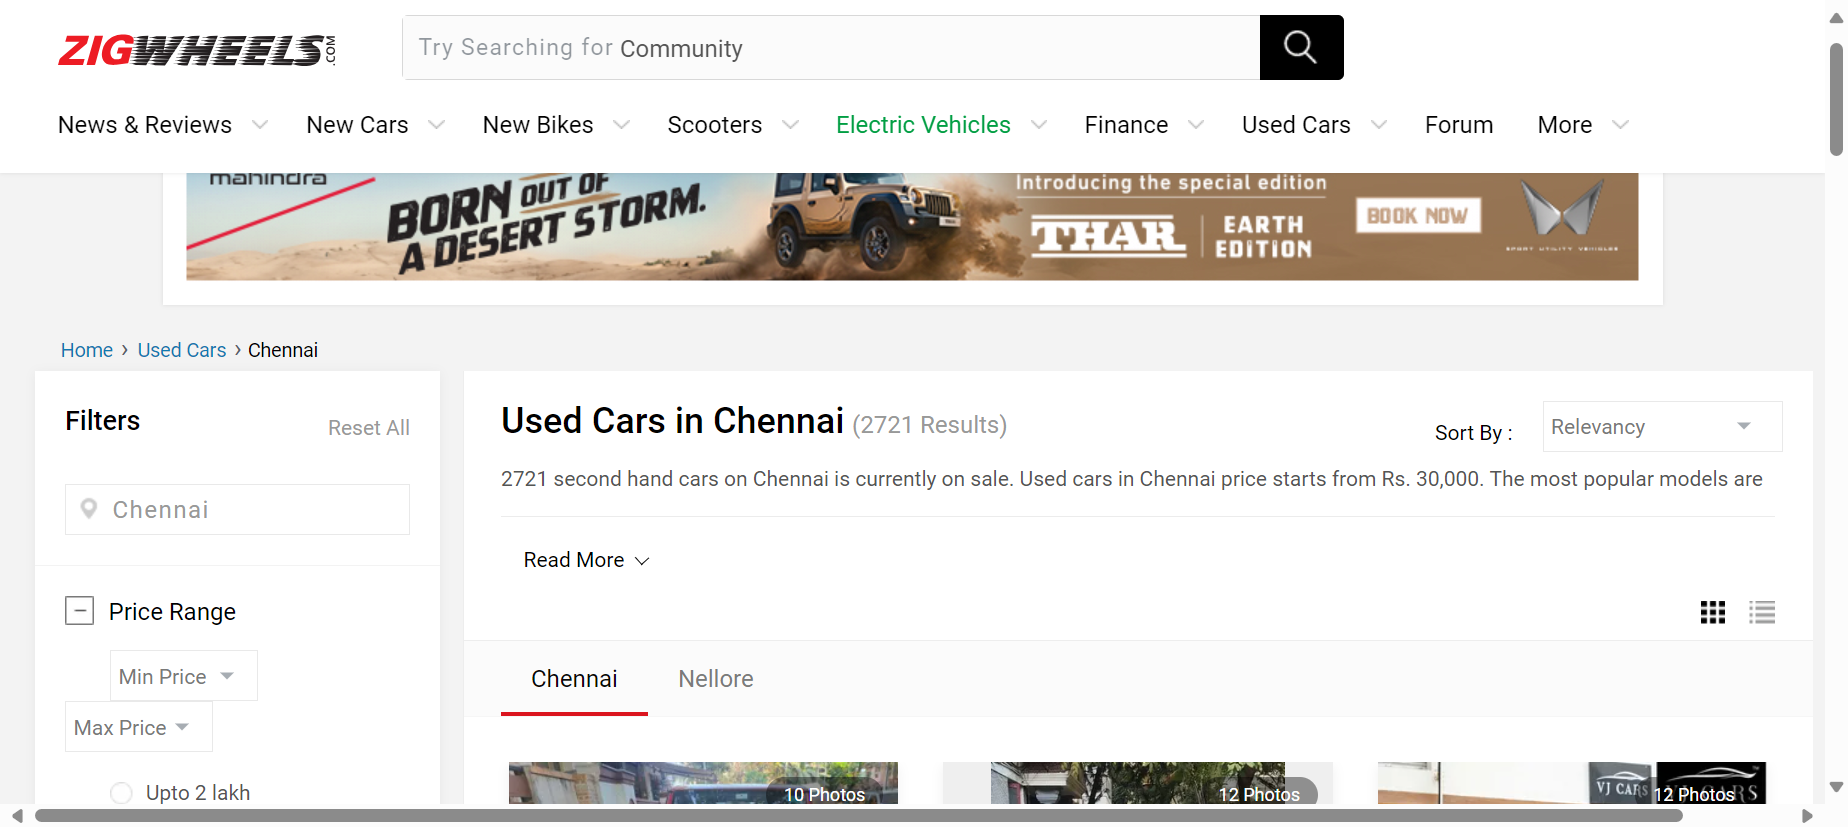 ZIGWHEELS.COM
Try Searching for Community
News & Reviews
New Cars
New Bikes
Scooters
Electric Vehicles
Finance
Used Cars
Forum
More
mahindra
BORN OUT OF
A DESERT STORM.
Introducing the special edition
THAR
EARTH
EDITION
BOOK NOW
SPORT UTILITY VEHICLES
Home › Used Cars › Chennai
Filters
Reset All
Chennai
Price Range
Min Price
Max Price
Upto 2 lakh
Used Cars in Chennai (2721 Results)
Sort By :
Relevancy
2721 second hand cars on Chennai is currently on sale. Used cars in Chennai price starts from Rs. 30,000. The most popular models are
Read More
Chennai
Nellore
10 Photos
12 Photos
VJ CARS
12 Photos